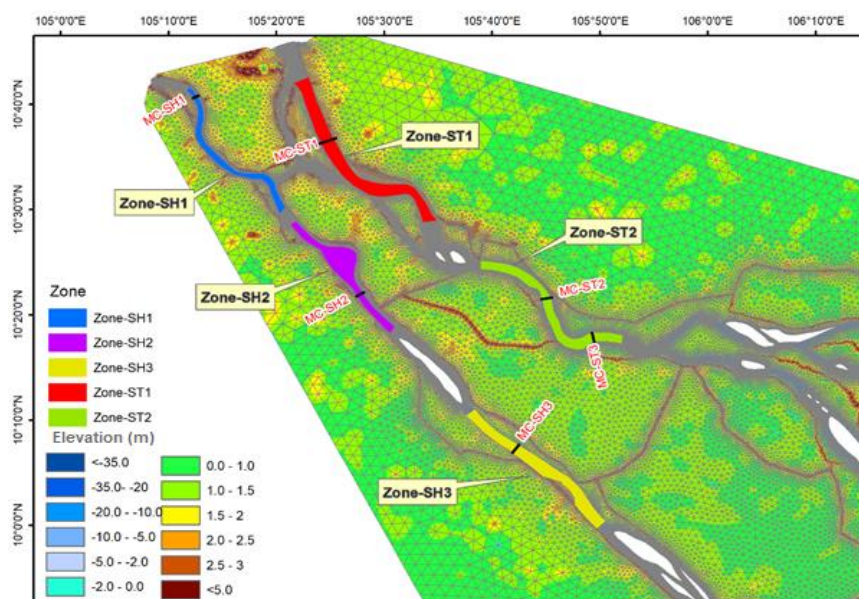 105°0'0"E 105°10'0"E 105°20'0"E 105°30'0"E 105°40'0"E 105°50'0"E 106°0'0"E 106°10'0"E
10°40'0"N
10°30'0"N
10°20'0"N
10°10'0"N
10°0'0"N
MC-SH1
MC-ST1
Zone-ST1
Zone-SH1
Zone-ST2
MC-ST2
Zone-SH2
MC-SH2
MC-ST3
MC-SH3
Zone-SH3
Zone
Zone-SH1
Zone-SH2
Zone-SH3
Zone-ST1
Zone-ST2
Elevation (m)
<-35.0
-35.0- -20
-20.0 - -10.0
-10.0 - -5.0
-5.0 - -2.0
-2.0 - 0.0
0.0 - 1.0
1.0 - 1.5
1.5 - 2
2.0 - 2.5
2.5 - 3
<5.0